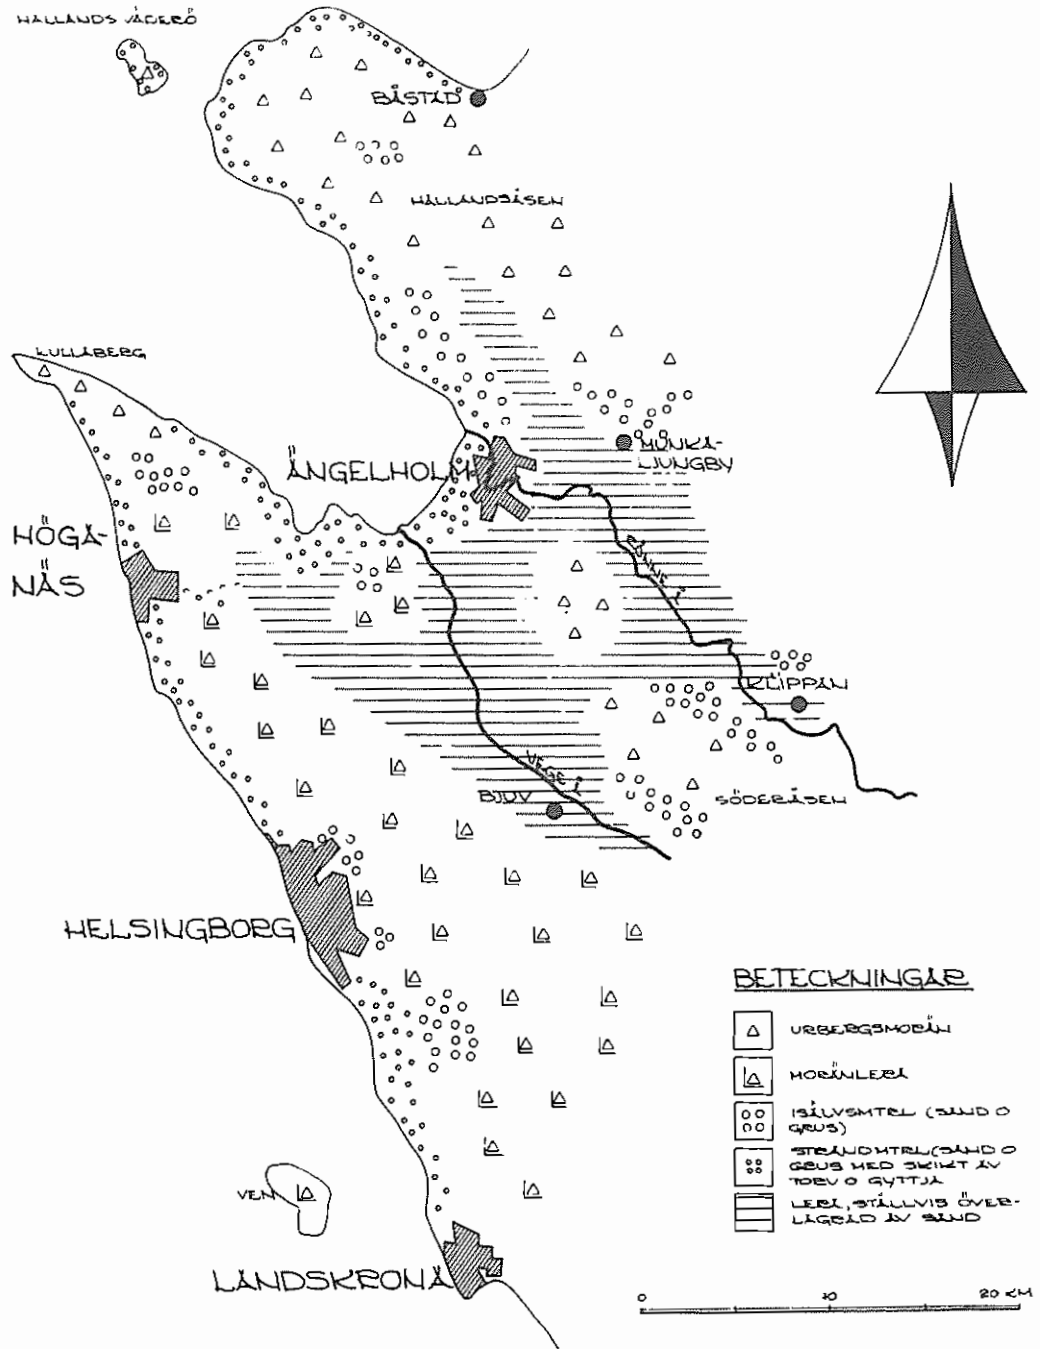 HALLANDS VÄDERÖ
BÅSTAD
HALLANDSÅSEN
KULLABERG
ÄNGELHOLM
MUNKA-
LJUNGBY
HÖGA-
NÄS
RÖNNE Å
KLIPPAN
VEGE Å
BJUV
SÖDERÅSEN
HELSINGBORG
BETECKNINGAR
URBERGSMORÄN
MORÄNLERA
ISÄLVSMTRL (SAND O
GRUS)
STRANDMTRL (SAND O
GRUS MED SKIKT AV
TORV O GYTTJA
LERA, STÄLLVIS ÖVER-
LAGRAD AV SAND
VEN
LANDSKRONA
0 10 20 KM